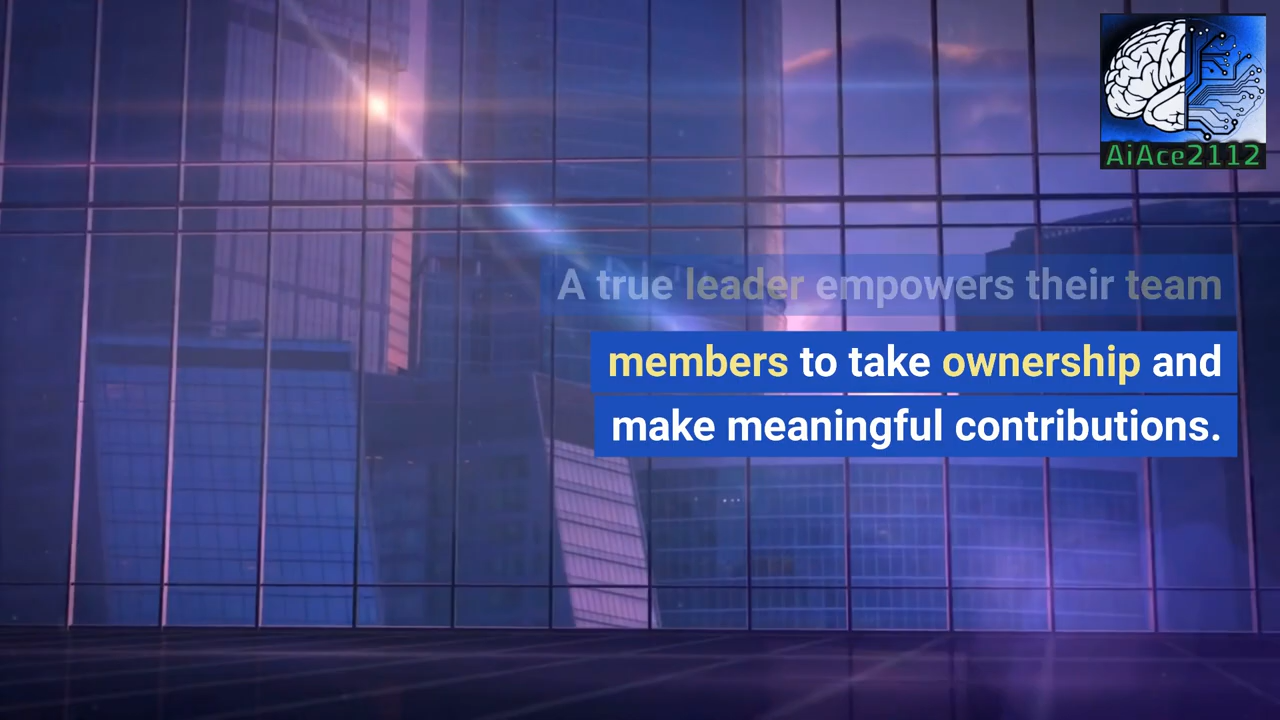 AiAce2112
A true leader empowers their team
members to take ownership and
make meaningful contributions.